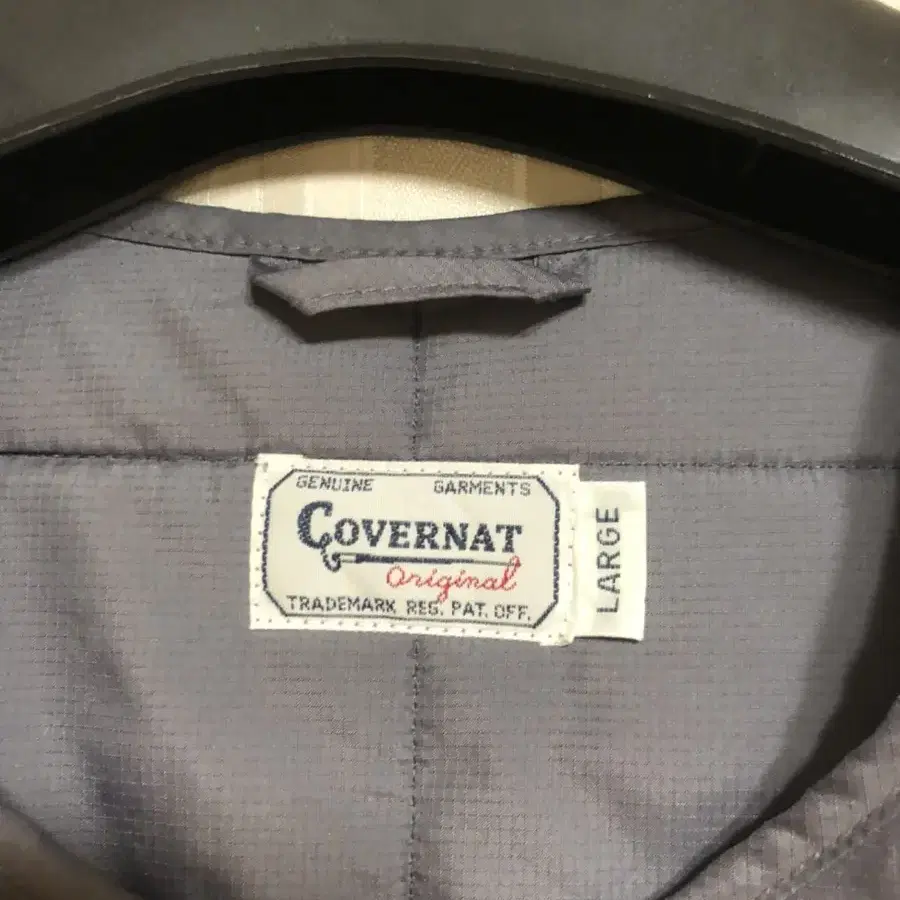 GENUINE GARMENTS
COVERNAT
Original
TRADEMARK REG. PAT. OFF.
LARGE